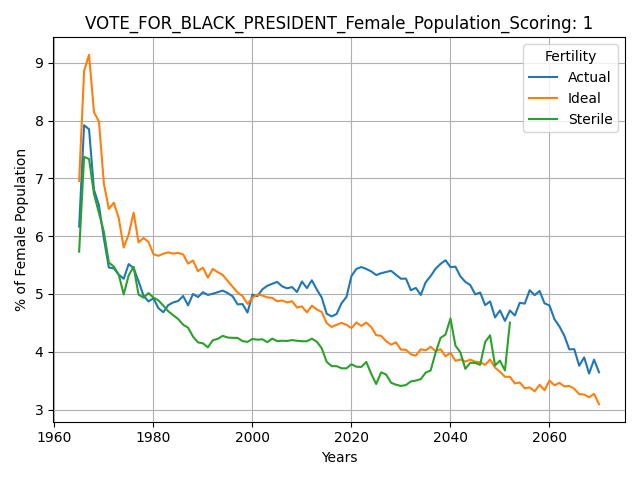 VOTE_FOR_BLACK_PRESIDENT_Female_Population_Scoring: 1
Fertility
Actual
Ideal
Sterile
% of Female Population
9
8
7
6
5
4
3
1960 1980 2000 2020 2040 2060
Years